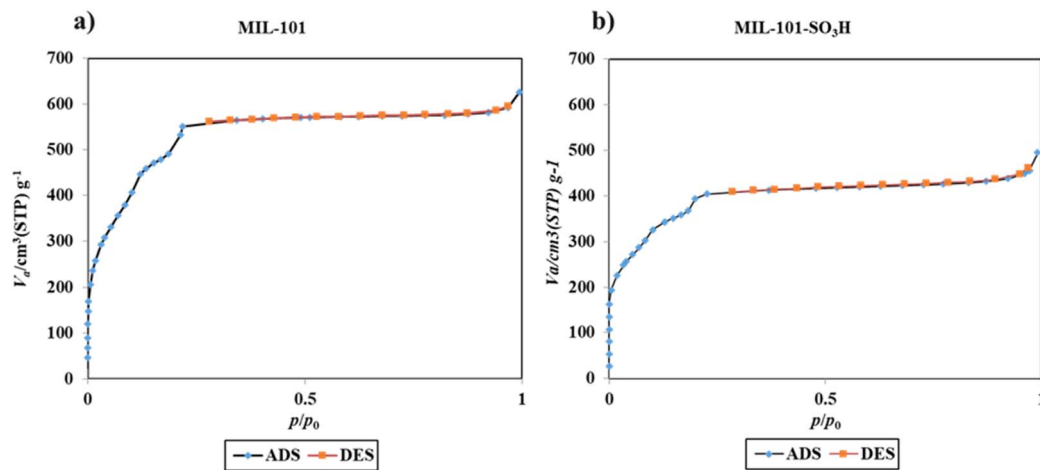 a)
MIL-101
700
600
500
400
300
200
100
0
Va/cm³(STP) g⁻¹
0
0.5
1
p/p₀
ADS DES
b)
MIL-101-SO₃H
700
600
500
400
300
200
100
0
Va/cm3(STP) g-1
0
0.5
1
p/p₀
ADS DES